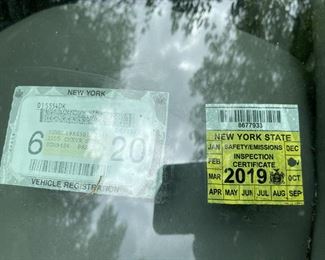 NEW YORK
6
20
VEHICLE REGISTRATION
8677933
NEW YORK STATE
JAN SAFETY/EMISSIONS DEC
FEB INSPECTION
CERTIFICATE
MAR 2019 OCT
APR MAY JUN JUL AUG SEP